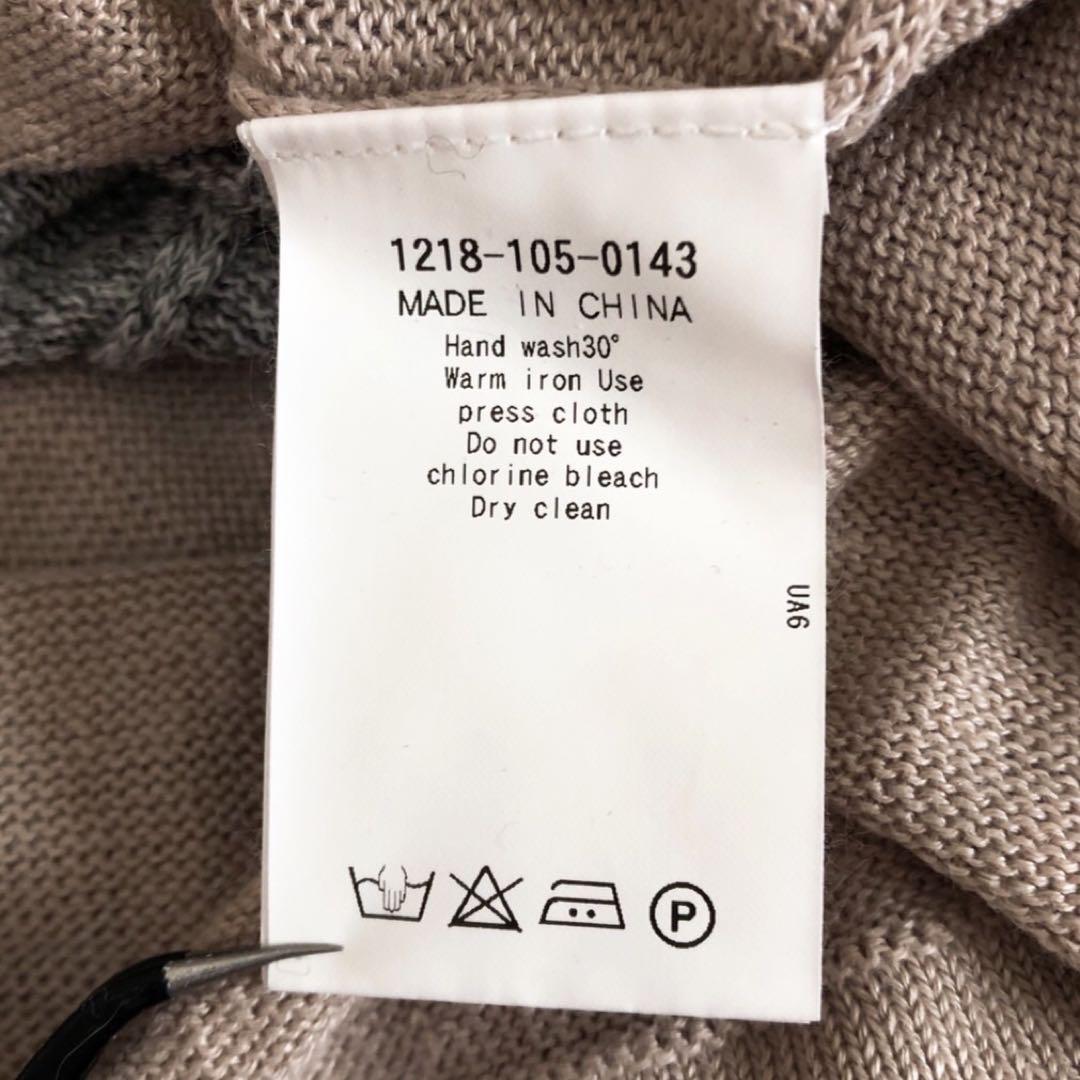 1218-105-0143
MADE IN CHINA
Hand wash30°
Warm iron Use
press cloth
Do not use
chlorine bleach
Dry clean
UA6
P